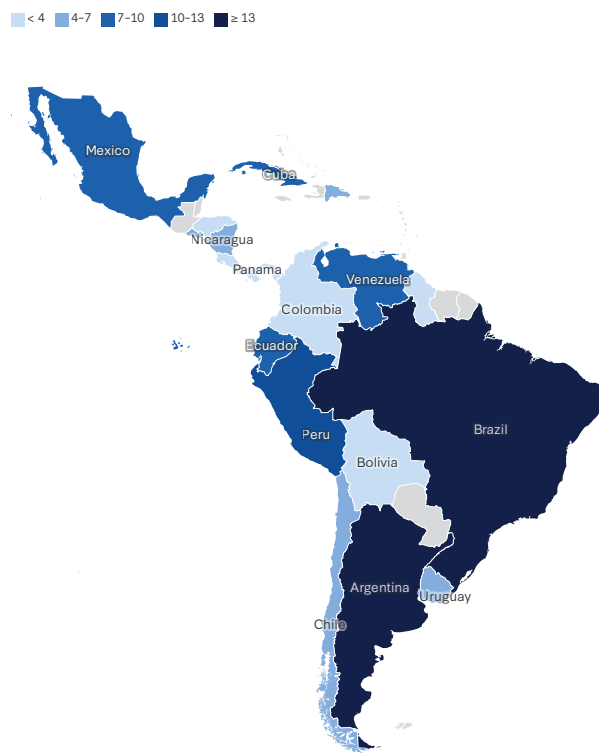 < 4 4–7 7–10 10–13 ≥ 13
Mexico
Cuba
Nicaragua
Panama
Venezuela
Colombia
Ecuador
Brazil
Peru
Bolivia
Argentina
Uruguay
Chile